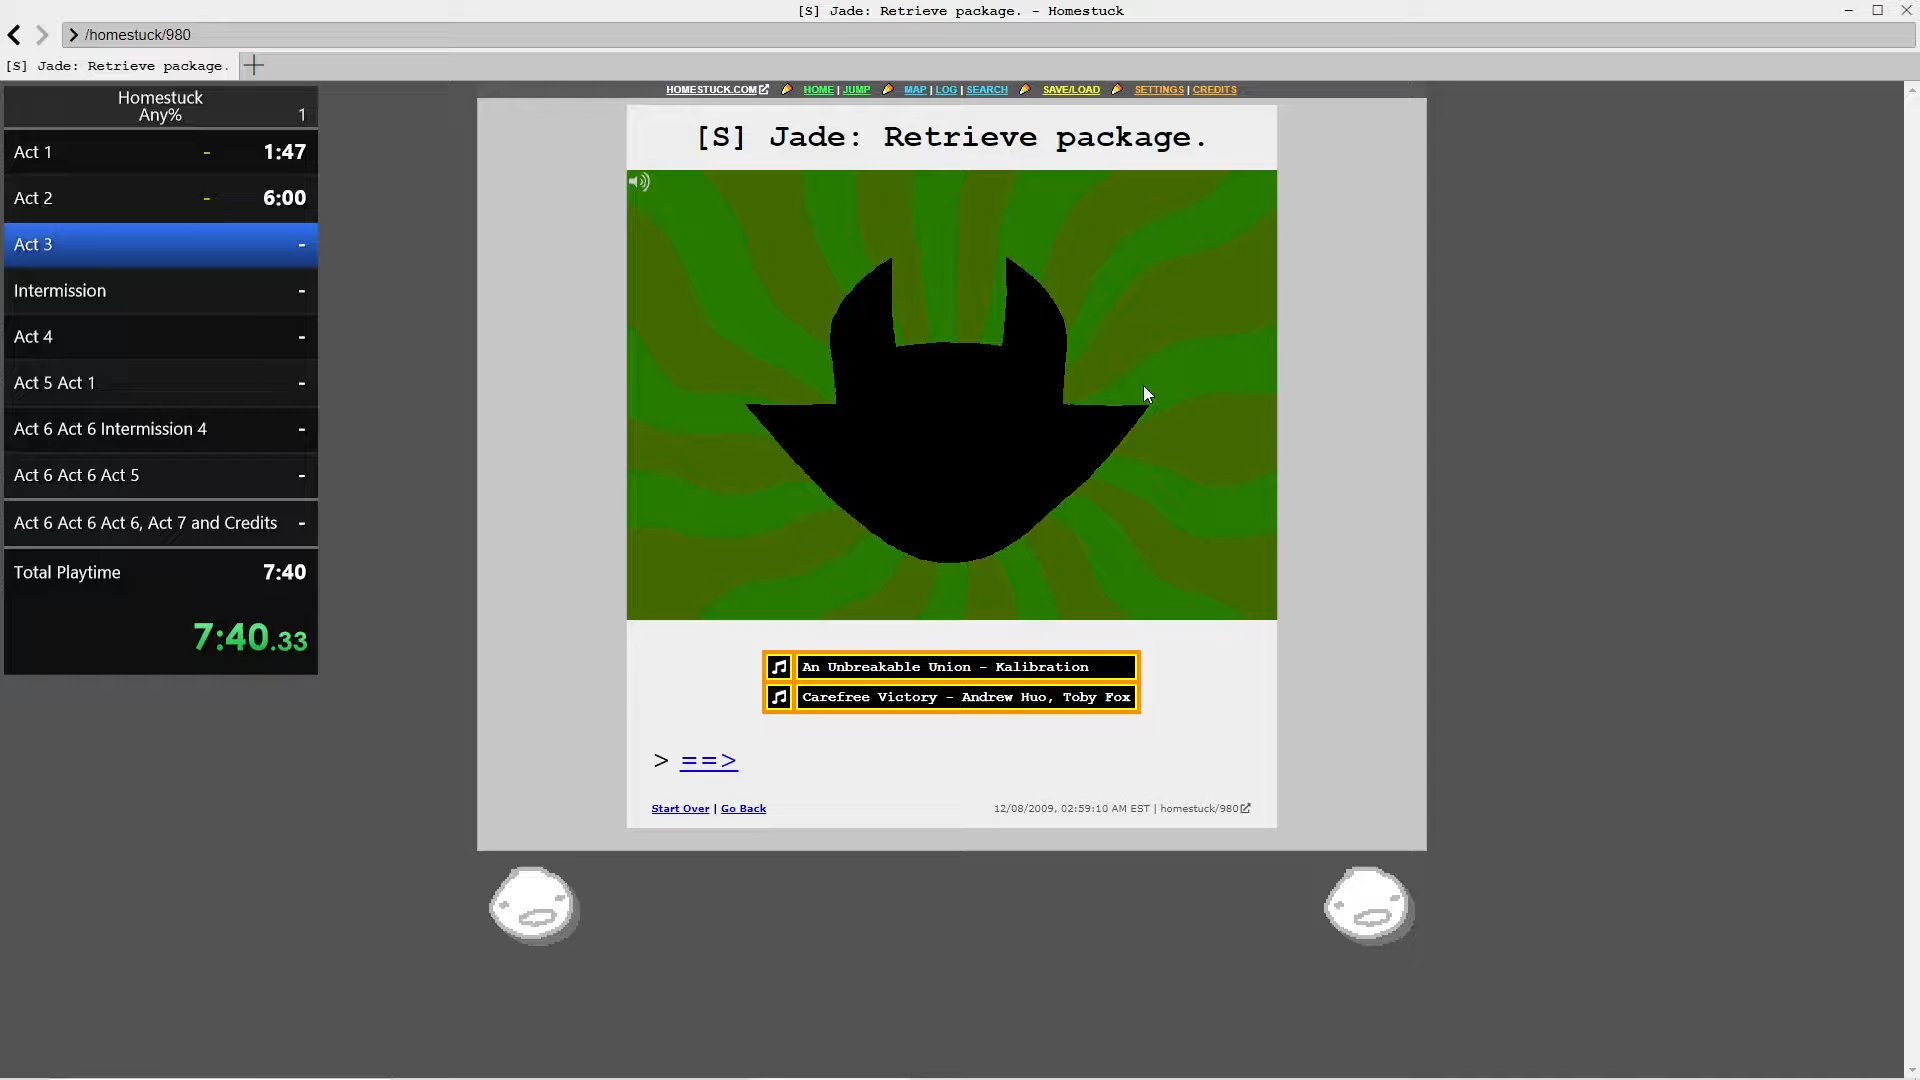 [S] Jade: Retrieve package. - Homestuck
/homestuck/980
[S] Jade: Retrieve package.
HOMESTUCK.COM HOME | JUMP MAP | LOG | SEARCH SAVE/LOAD SETTINGS | CREDITS
Homestuck
Any% 1
Act 1 - 1:47
Act 2 - 6:00
Act 3 -
Intermission -
Act 4 -
Act 5 Act 1 -
Act 6 Act 6 Intermission 4 -
Act 6 Act 6 Act 5 -
Act 6 Act 6 Act 6, Act 7 and Credits -
Total Playtime 7:40
7:40.33
[S] Jade: Retrieve package.
An Unbreakable Union - Kalibration
Carefree Victory - Andrew Huo, Toby Fox
> ==>
Start Over | Go Back 12/08/2009, 02:59:10 AM EST | homestuck/980